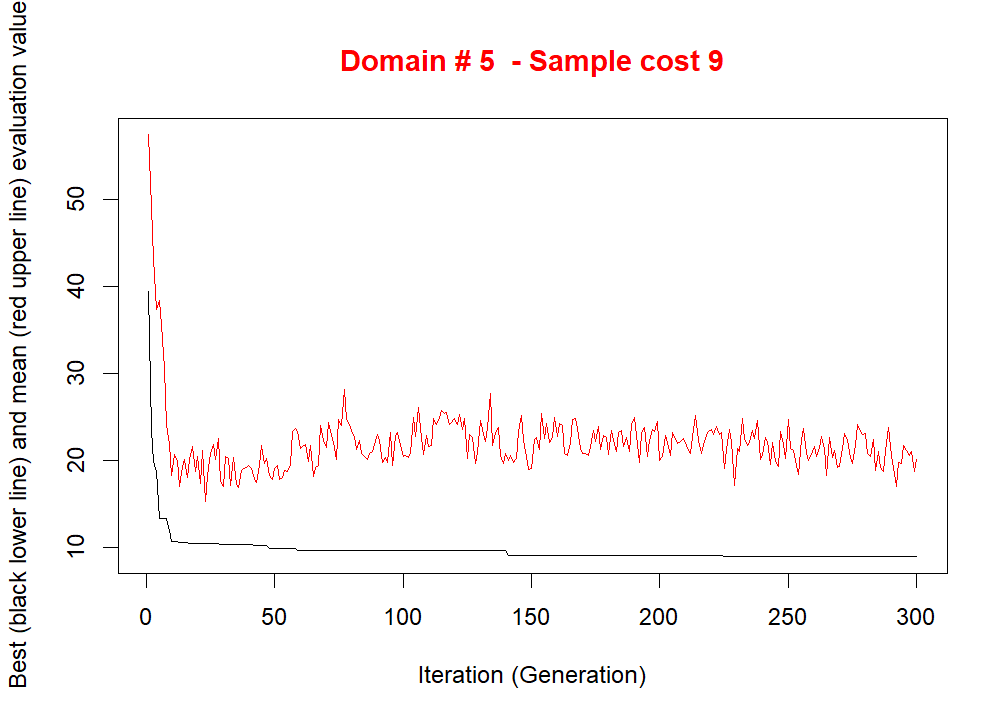 Domain # 5  - Sample cost 9
Best (black lower line) and mean (red upper line) evaluation value
50
40
30
20
10
0 50 100 150 200 250 300
Iteration (Generation)